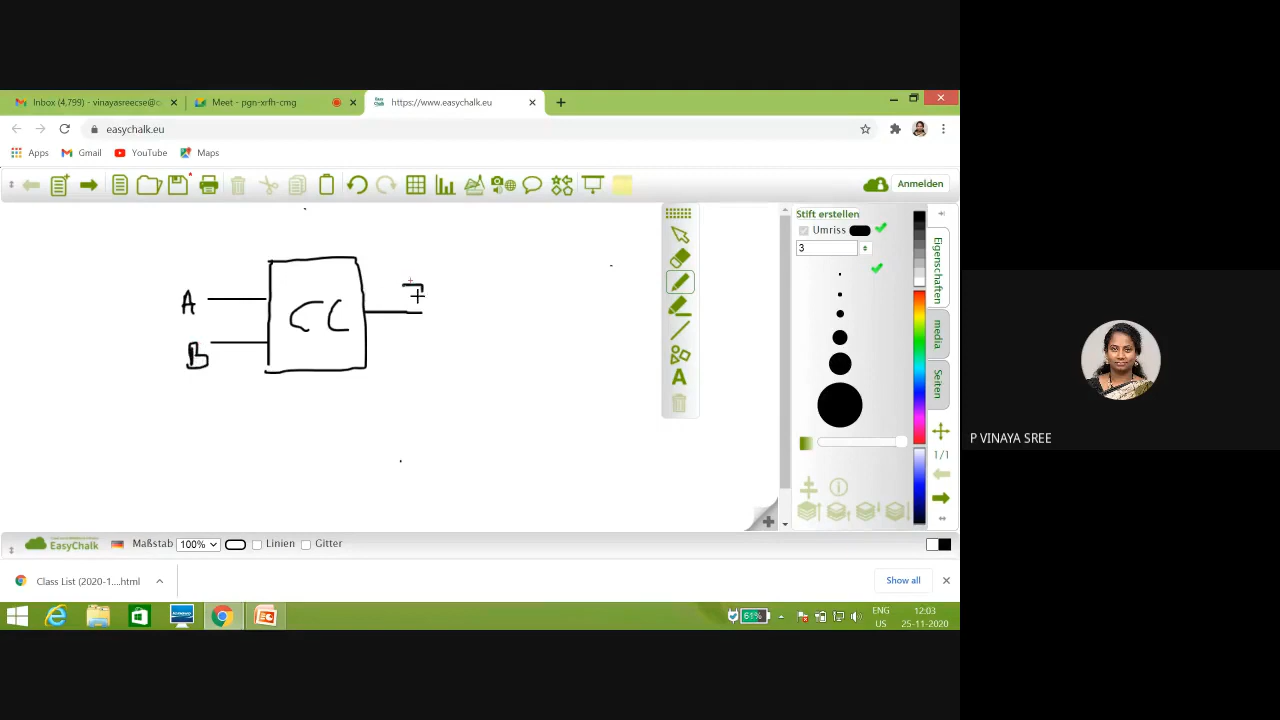 Inbox (4,799) - vinayasreecse@c
Meet - pgn-xrfh-cmg
https://www.easychalk.eu
easychalk.eu
Apps
Gmail
YouTube
Maps
Anmelden
Stift erstellen
Umriss
3
Eigenschaften
media
Seiten
A
B
CC
P VINAYA SREE
1/1
EasyChalk
Maßstab 100% Linien Gitter
Class List (2020-1....html
Show all
61%
ENG
US
12:03
25-11-2020